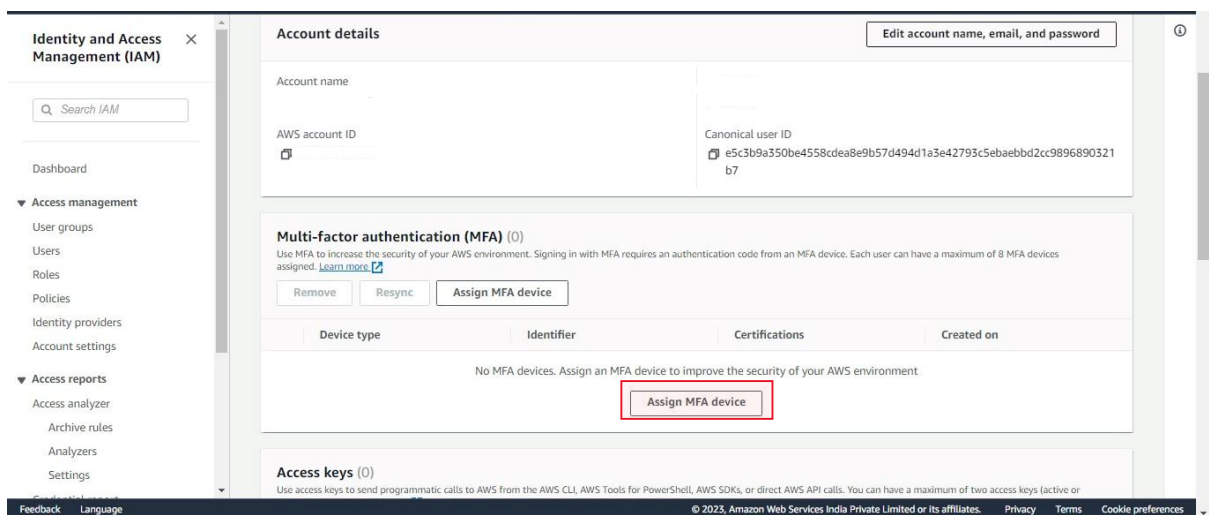 Identity and Access
Management (IAM)
Search IAM
Dashboard
Access management
User groups
Users
Roles
Policies
Identity providers
Account settings
Access reports
Access analyzer
Archive rules
Analyzers
Settings
Account details
Edit account name, email, and password
Account name
AWS account ID
Canonical user ID
e5c3b9a350be4558cdea8e9b57d494d1a3e42793c5ebaebbd2cc9896890321
b7
Multi-factor authentication (MFA) (0)
Use MFA to increase the security of your AWS environment. Signing in with MFA requires an authentication code from an MFA device. Each user can have a maximum of 8 MFA devices
assigned. Learn more
Remove Resync Assign MFA device
Device type Identifier Certifications Created on
No MFA devices. Assign an MFA device to improve the security of your AWS environment
Assign MFA device
Access keys (0)
Use access keys to send programmatic calls to AWS from the AWS CLI, AWS Tools for PowerShell, AWS SDKs, or direct AWS API calls. You can have a maximum of two access keys (active or
Feedback Language © 2023, Amazon Web Services India Private Limited or its affiliates. Privacy Terms Cookie preferences